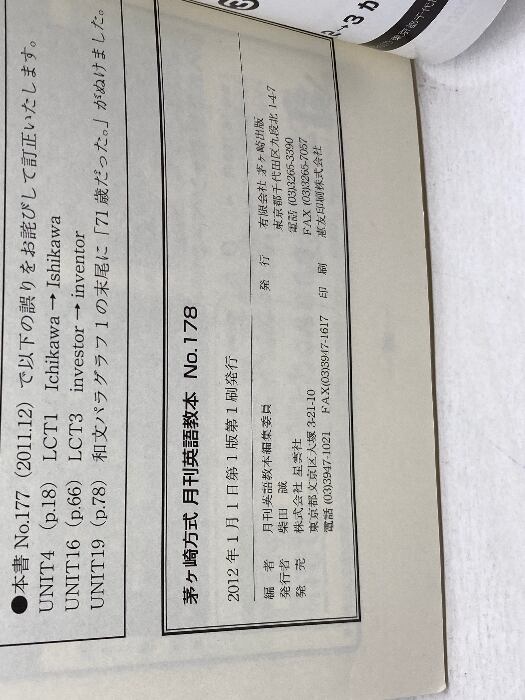 ●本書No.177（2011.12）で以下の誤りをお詫びして訂正いたします。
UNIT4 （p.18）LCT1 Ichikawa → Ishikawa
UNIT16（p.66）LCT3 investor → inventor
UNIT19（p.78）和文パラグラフ1の末尾に「71歳だった。」がぬけました。
茅ヶ崎方式 月刊英語教本 No.178
2012年1月1日第1版第1刷発行
編 者 月刊英語教本編集委員
発行者 柴田 誠
発 売 株式会社 星雲社
東京都文京区大塚 3-21-10
電話 (03)3947-1021 FAX(03)3947-1617
発 行 有限会社 茅ヶ崎出版
東京都千代田区九段北 1-4-7
電話 (03)3265-3390
FAX (03)3265-7057
印 刷 恵友印刷株式会社